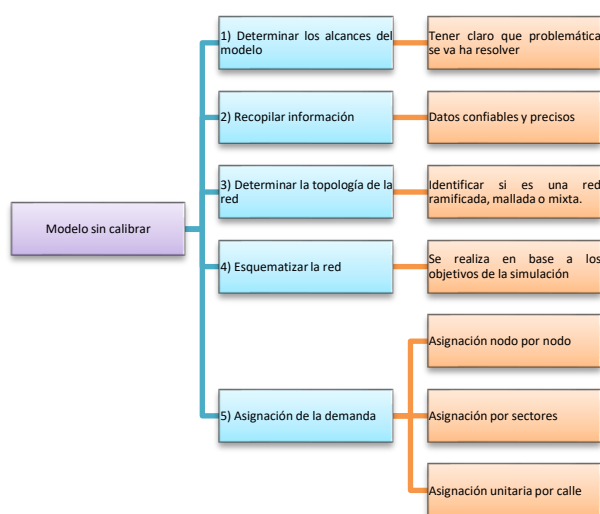 Modelo sin calibrar
1) Determinar los alcances del
modelo
Tener claro que problemática
se va ha resolver
2) Recopilar información
Datos confiables y precisos
3) Determinar la topología de la
red
Identificar si es una red
ramificada, mallada o mixta.
4) Esquematizar la red
Se realiza en base a los
objetivos de la simulación
5) Asignación de la demanda
Asignación nodo por nodo
Asignación por sectores
Asignación unitaria por calle